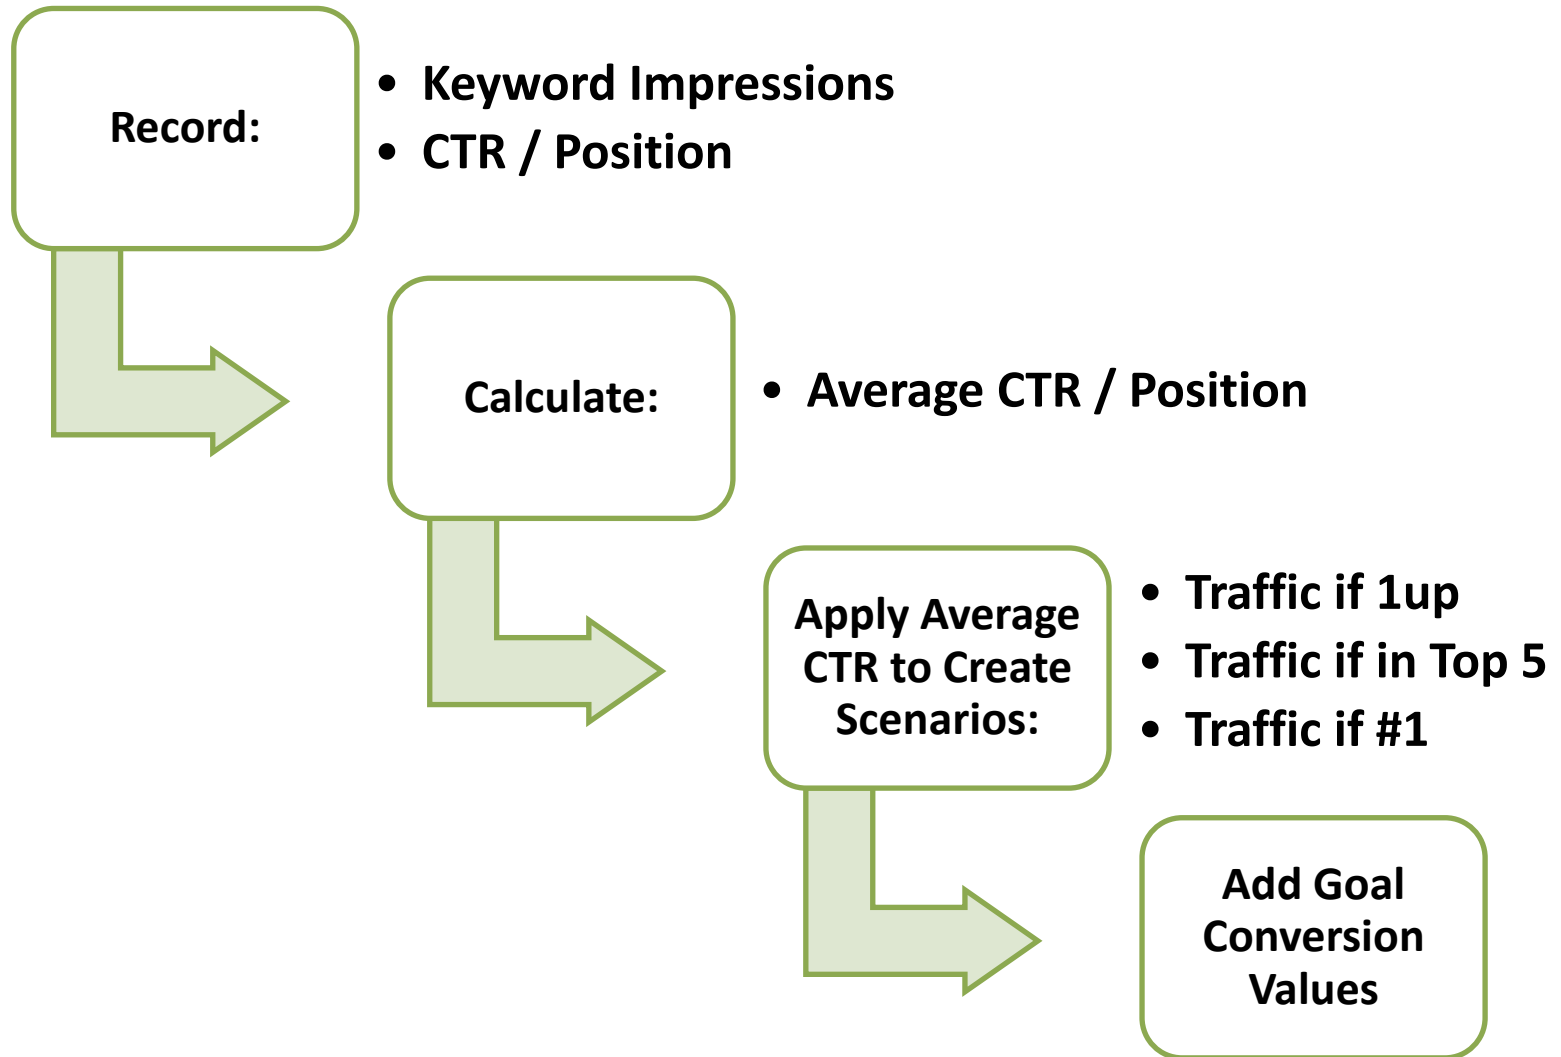 Record:
• Keyword Impressions
• CTR / Position
Calculate:
• Average CTR / Position
Apply Average
CTR to Create
Scenarios:
• Traffic if 1up
• Traffic if in Top 5
• Traffic if #1
Add Goal
Conversion
Values